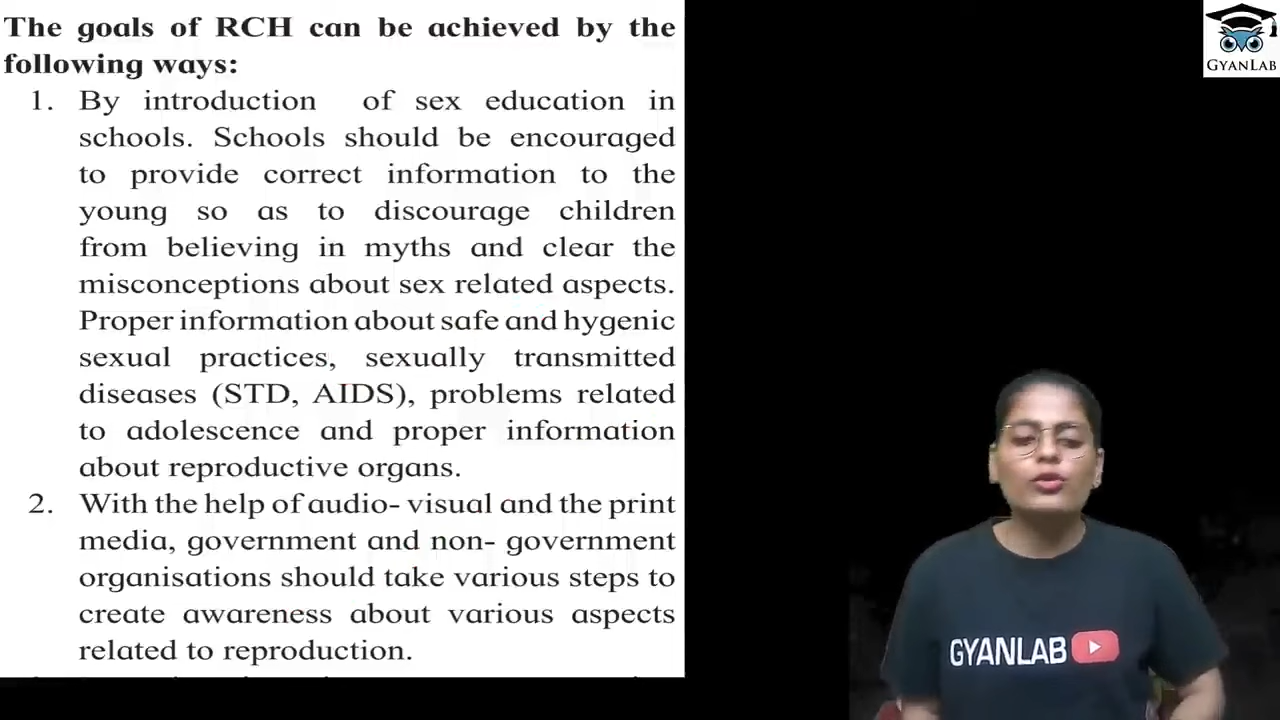 The goals of RCH can be achieved by the
following ways:
1. By introduction of sex education in
schools. Schools should be encouraged
to provide correct information to the
young so as to discourage children
from believing in myths and clear the
misconceptions about sex related aspects.
Proper information about safe and hygenic
sexual practices, sexually transmitted
diseases (STD, AIDS), problems related
to adolescence and proper information
about reproductive organs.
2. With the help of audio- visual and the print
media, government and non- government
organisations should take various steps to
create awareness about various aspects
related to reproduction.
GYANLAB
GYANLAB